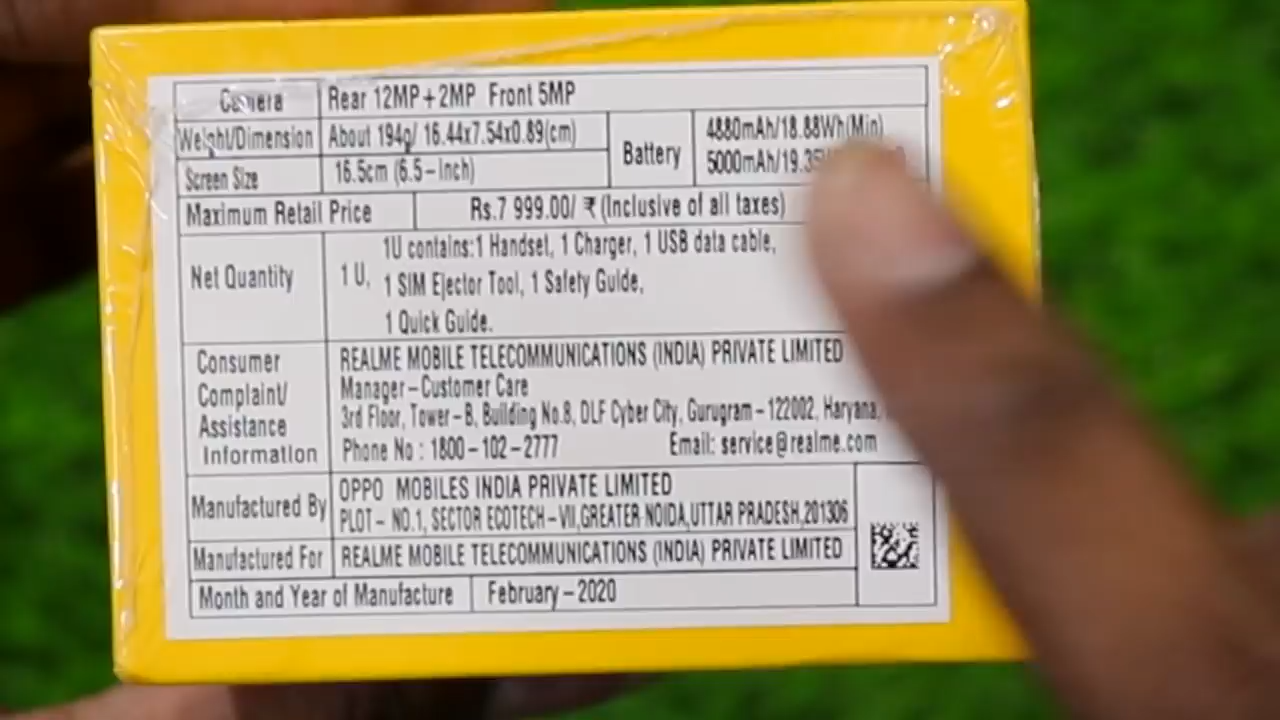 Camera Rear 12MP+2MP Front 5MP
Weight/Dimension About 194g/ 16.44x7.54x0.89(cm)
Battery 4880mAh/18.88Wh(Min)
5000mAh/19.35
Screen Size 16.5cm (6.5-inch)
Maximum Retail Price Rs.7 999.00/ ₹ (Inclusive of all taxes)
Net Quantity 1 U, 1U contains:1 Handset, 1 Charger, 1 USB data cable,
1 SIM Ejector Tool, 1 Safety Guide,
1 Quick Guide.
Consumer Complaint/ Assistance Information
REALME MOBILE TELECOMMUNICATIONS (INDIA) PRIVATE LIMITED
Manager-Customer Care
3rd Floor, Tower-B, Building No.8, DLF Cyber City, Gurugram-122002, Haryana,
Phone No : 1800-102-2777 Email: service@realme.com
Manufactured By OPPO MOBILES INDIA PRIVATE LIMITED
PLOT- NO.1, SECTOR ECOTECH-VII,GREATER NOIDA,UTTAR PRADESH,201306
Manufactured For REALME MOBILE TELECOMMUNICATIONS (INDIA) PRIVATE LIMITED
Month and Year of Manufacture February-2020